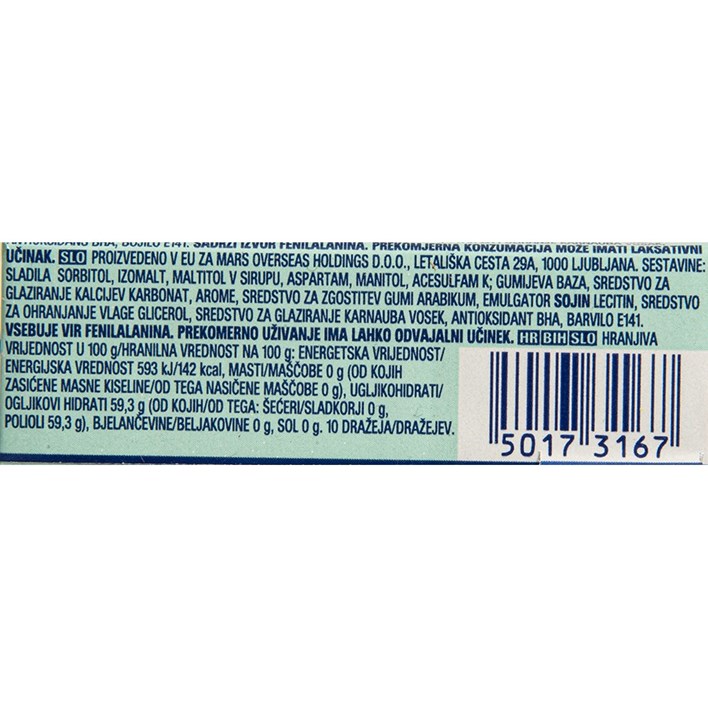 BHA, BOJILO E141. SADRŽI IZVOR FENILALANINA. PREKOMJERNA KONZUMACIJA MOŽE IMATI LAKSATIVNI
UČINAK. SLO PROIZVEDENO V EU ZA MARS OVERSEAS HOLDINGS D.O.O., LETALIŠKA CESTA 29A, 1000 LJUBLJANA. SESTAVINE:
SLADILA SORBITOL, IZOMALT, MALTITOL V SIRUPU, ASPARTAM, MANITOL, ACESULFAM K; GUMIJEVA BAZA, SREDSTVO ZA
GLAZIRANJE KALCIJEV KARBONAT, AROME, SREDSTVO ZA ZGOSTITEV GUMI ARABIKUM, EMULGATOR SOJIN LECITIN, SREDSTVO
ZA OHRANJANJE VLAGE GLICEROL, SREDSTVO ZA GLAZIRANJE KARNAUBA VOSEK, ANTIOKSIDANT BHA, BARVILO E141.
VSEBUJE VIR FENILALANINA. PREKOMERNO UŽIVANJE IMA LAHKO ODVAJALNI UČINEK. HR BIH SLO HRANJIVA
VRIJEDNOST U 100 g/HRANILNA VREDNOST NA 100 g: ENERGETSKA VRIJEDNOST/
ENERGIJSKA VREDNOST 593 kJ/142 kcal, MASTI/MAŠČOBE 0 g (OD KOJIH
ZASIĆENE MASNE KISELINE/OD TEGA NASIČENE MAŠČOBE 0 g), UGLJIKOHIDRATI/
OGLJIKOVI HIDRATI 59,3 g (OD KOJIH/OD TEGA: ŠEĆERI/SLADKORJI 0 g,
POLIOLI 59,3 g), BJELANČEVINE/BELJAKOVINE 0 g, SOL 0 g. 10 DRAŽEJA/DRAŽEJEV.
5017 3167